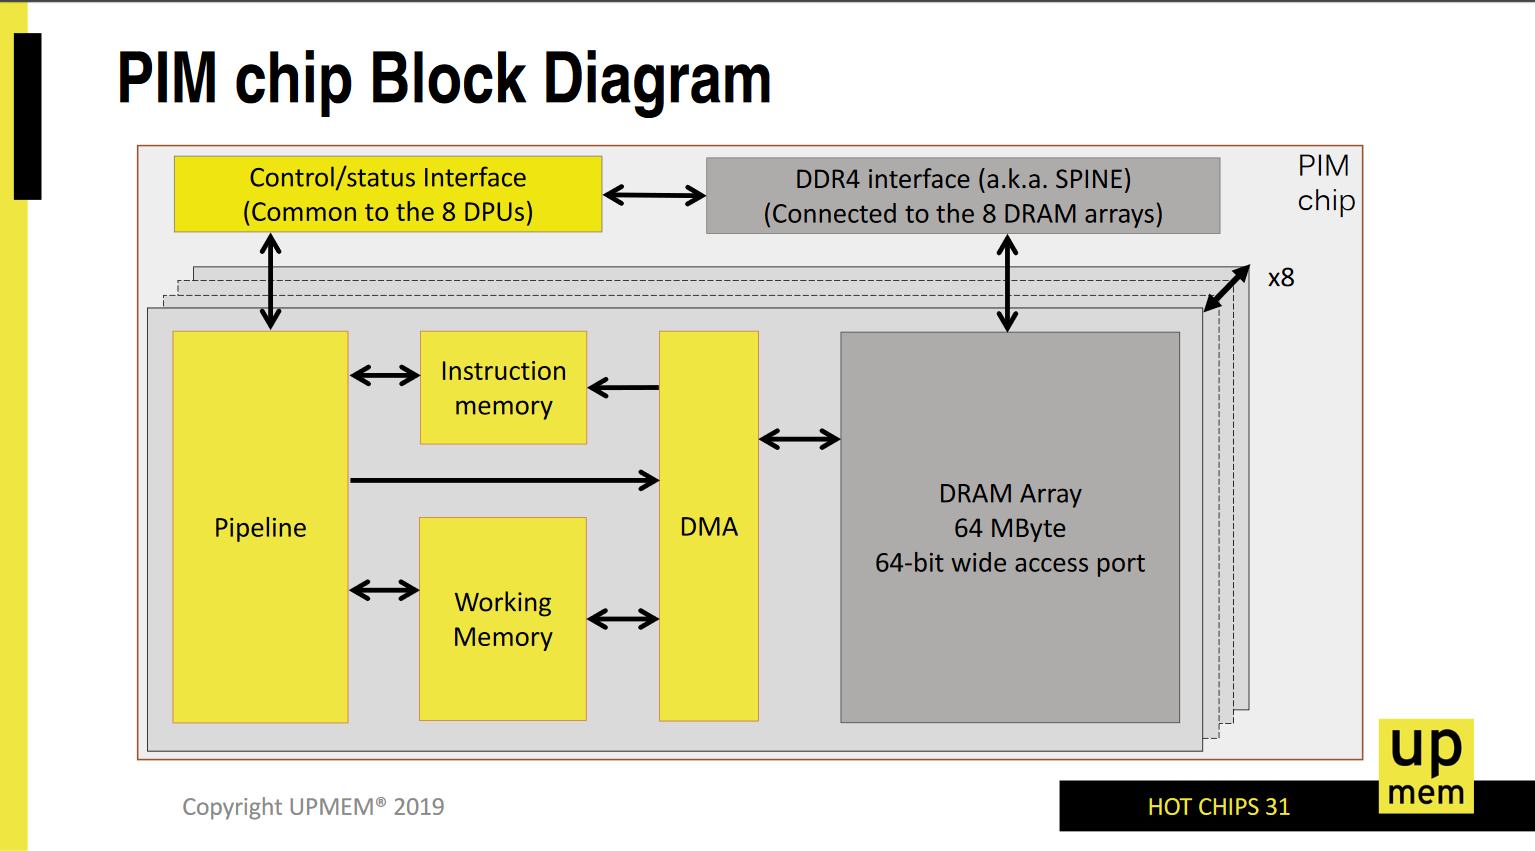 PIM chip Block Diagram
Control/status Interface
(Common to the 8 DPUs)
DDR4 interface (a.k.a. SPINE)
(Connected to the 8 DRAM arrays)
PIM
chip
x8
Pipeline
Instruction
memory
Working
Memory
DMA
DRAM Array
64 MByte
64-bit wide access port
Copyright UPMEM® 2019
HOT CHIPS 31
up
mem